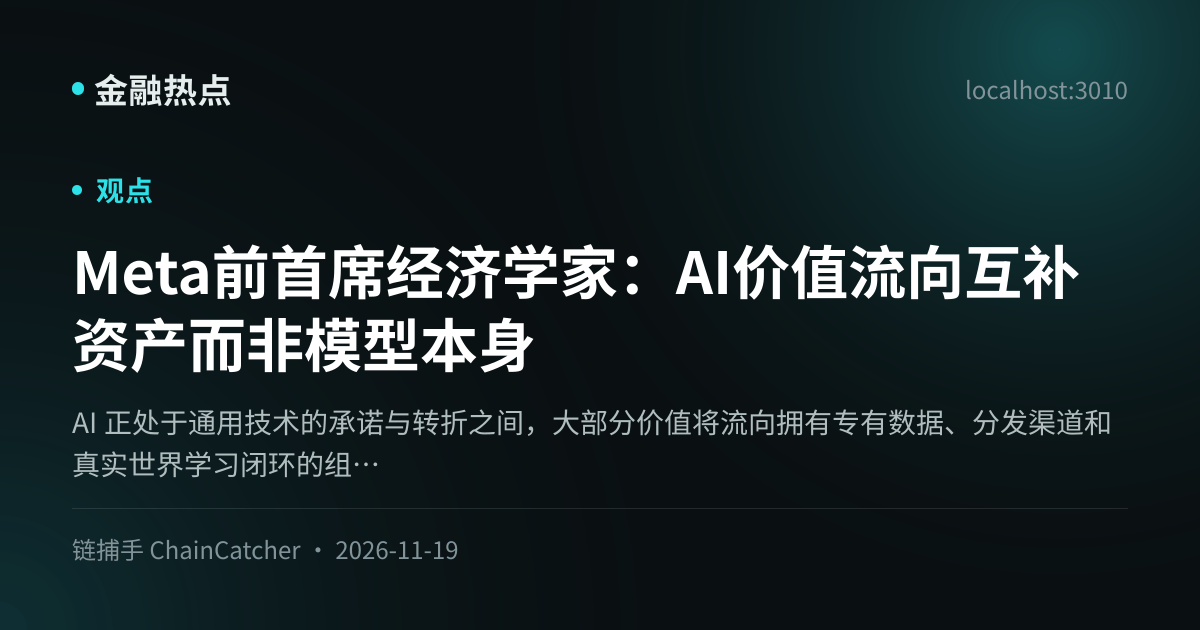 金融热点
localhost:3010
观点
Meta前首席经济学家：AI价值流向互补
资产而非模型本身
AI 正处于通用技术的承诺与转折之间，大部分价值将流向拥有专有数据、分发渠道和
真实世界学习闭环的组…
链捕手 ChainCatcher · 2026-11-19